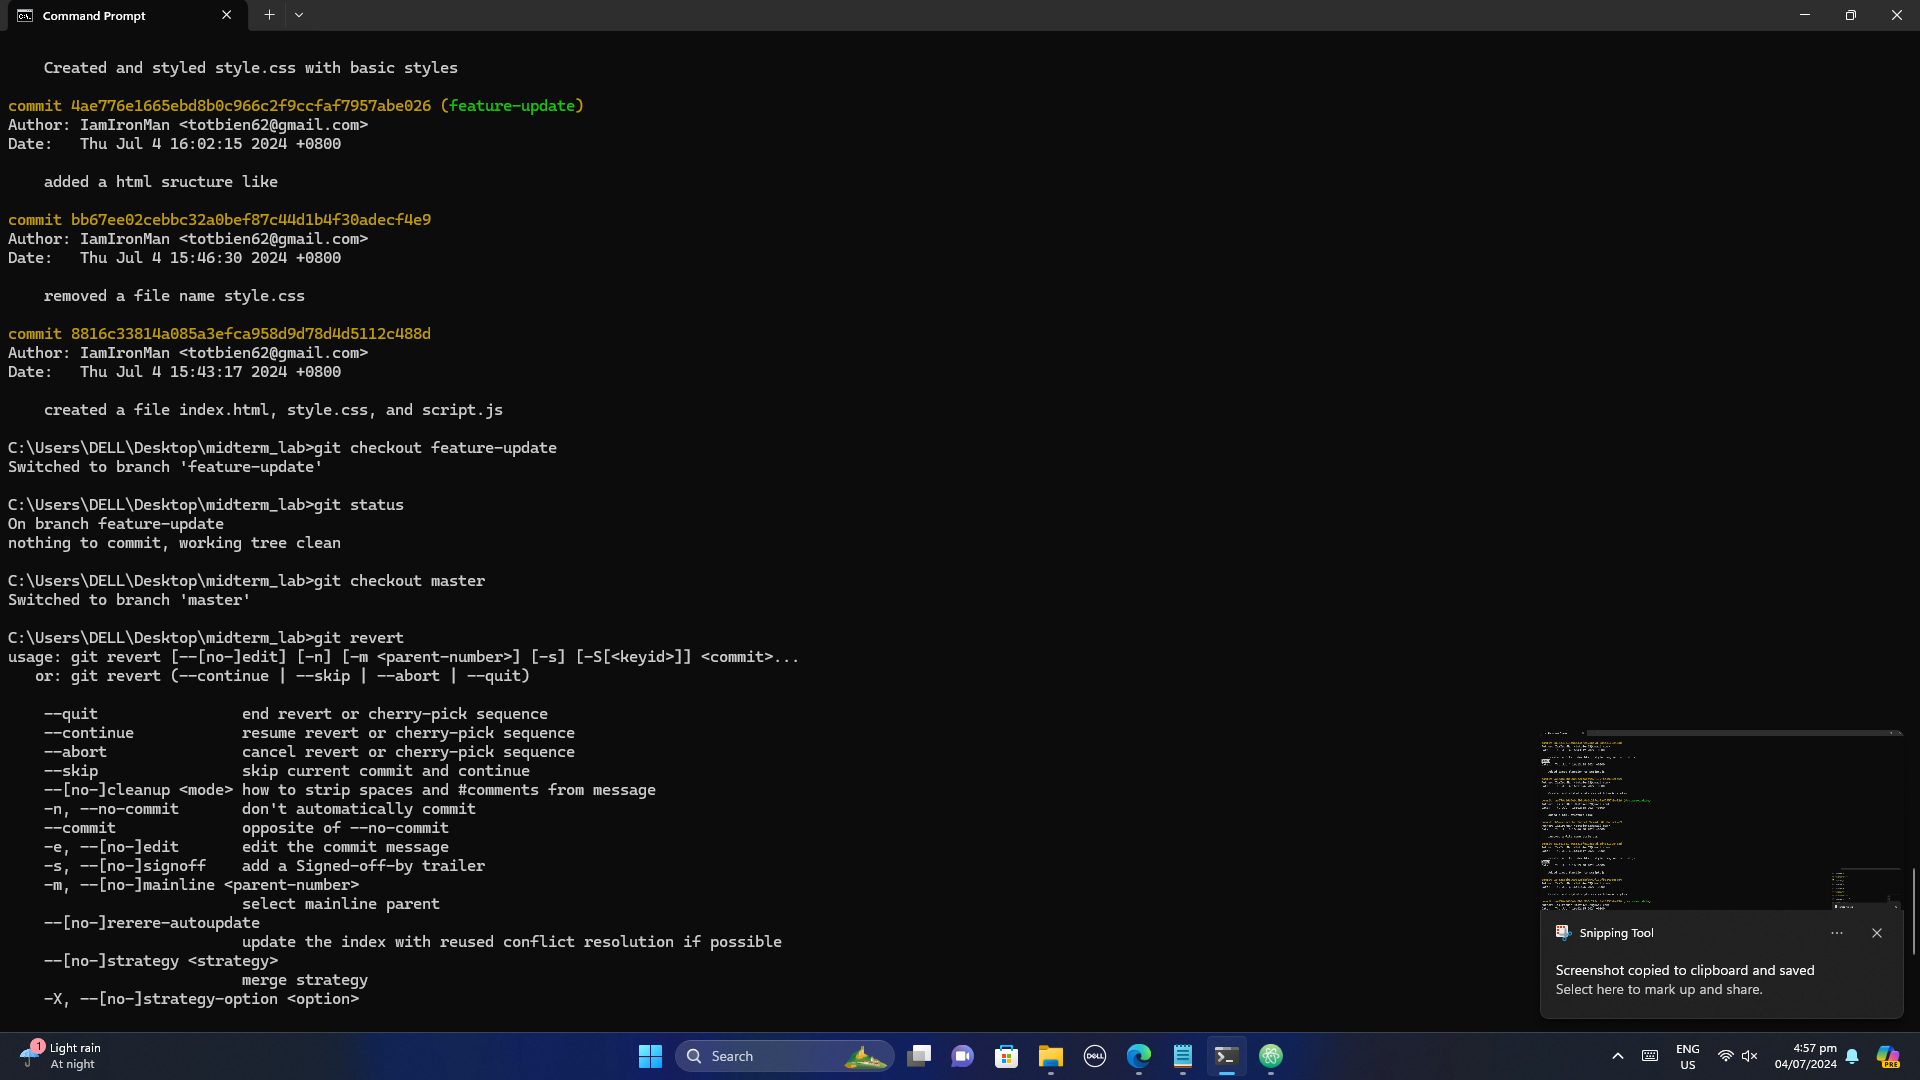 Command Prompt
Created and styled style.css with basic styles
commit 4ae776e1665ebd8b0c966c2f9ccfaf7957abe026 (feature-update)
Author: IamIronMan <totbien62@gmail.com>
Date:   Thu Jul 4 16:02:15 2024 +0800
added a html sructure like
commit bb67ee02cebbc32a0bef87c44d1b4f30adecf4e9
Author: IamIronMan <totbien62@gmail.com>
Date:   Thu Jul 4 15:46:30 2024 +0800
removed a file name style.css
commit 8816c33814a085a3efca958d9d78d4d5112c488d
Author: IamIronMan <totbien62@gmail.com>
Date:   Thu Jul 4 15:43:17 2024 +0800
created a file index.html, style.css, and script.js
C:\Users\DELL\Desktop\midterm_lab>git checkout feature-update
Switched to branch 'feature-update'
C:\Users\DELL\Desktop\midterm_lab>git status
On branch feature-update
nothing to commit, working tree clean
C:\Users\DELL\Desktop\midterm_lab>git checkout master
Switched to branch 'master'
C:\Users\DELL\Desktop\midterm_lab>git revert
usage: git revert [--[no-]edit] [-n] [-m <parent-number>] [-s] [-S[<keyid>]] <commit>...
or: git revert (--continue | --skip | --abort | --quit)
--quit                end revert or cherry-pick sequence
--continue            resume revert or cherry-pick sequence
--abort               cancel revert or cherry-pick sequence
--skip                skip current commit and continue
--[no-]cleanup <mode> how to strip spaces and #comments from message
-n, --no-commit       don't automatically commit
--commit              opposite of --no-commit
-e, --[no-]edit       edit the commit message
-s, --[no-]signoff    add a Signed-off-by trailer
-m, --[no-]mainline <parent-number>
select mainline parent
--[no-]rerere-autoupdate
update the index with reused conflict resolution if possible
--[no-]strategy <strategy>
merge strategy
-X, --[no-]strategy-option <option>
Snipping Tool
Screenshot copied to clipboard and saved
Select here to mark up and share.
1
Light rain
At night
Search
DELL
ENG
US
4:57 pm
04/07/2024
PRE